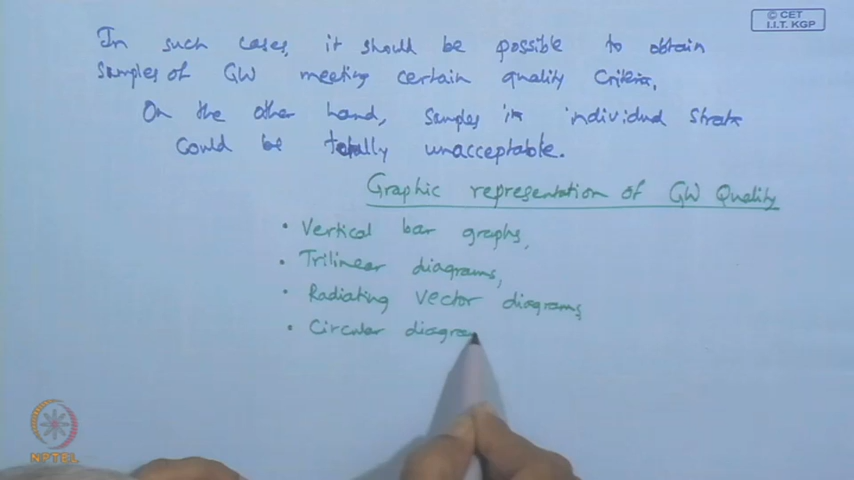 © CET
I.I.T. KGP
In such cases, it should be possible to obtain
samples of GW meeting certain quality criteria.
On the other hand, samples in individual strata
could be totally unacceptable.
Graphic representation of GW Quality
• Vertical bar graphs,
• Trilinear diagrams,
• Radiating vector diagrams,
• Circular diagram
NPTEL